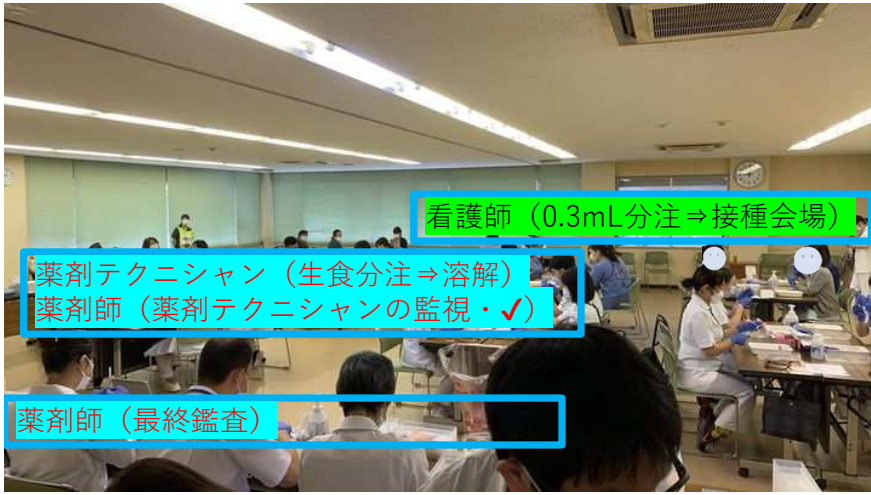 看護師（0.3mL分注⇒接種会場）
薬剤テクニシャン（生食分注⇒溶解）
薬剤師（薬剤テクニシャンの監視・✓）
薬剤師（最終鑑査）